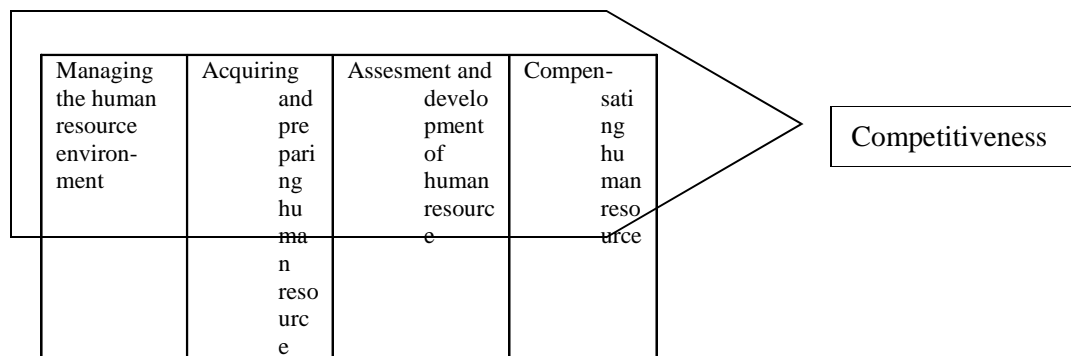 Managing
the human
resource
environ-
ment
Acquiring
and
pre
pari
ng
hu
ma
n
reso
urc
e
Assesment and
develo
pment
of
human
resourc
e
Compen-
sati
ng
hu
man
reso
urce
Competitiveness